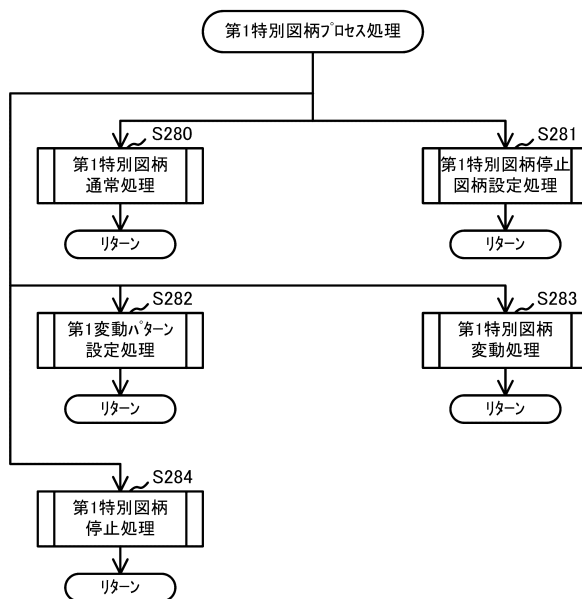 第1特別図柄プロセス処理
S280
第1特別図柄
通常処理
リターン
S281
第1特別図柄停止
図柄設定処理
リターン
S282
第1変動パターン
設定処理
リターン
S283
第1特別図柄
変動処理
リターン
S284
第1特別図柄
停止処理
リターン